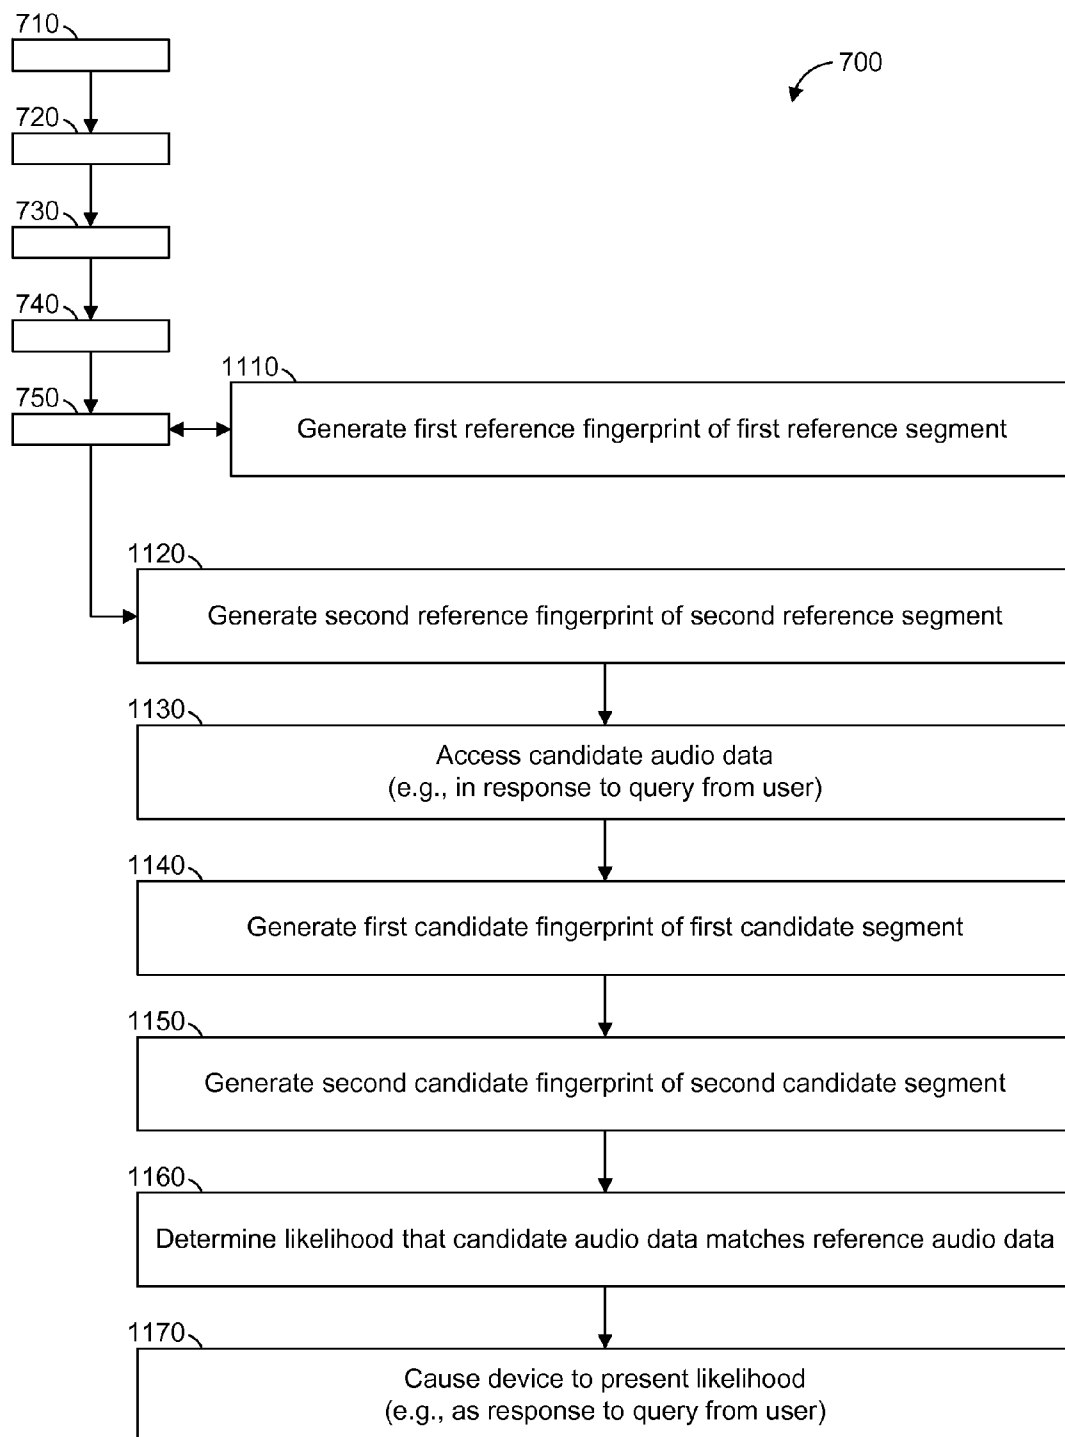 710
700
720
730
740
750
1110
Generate first reference fingerprint of first reference segment
1120
Generate second reference fingerprint of second reference segment
1130
Access candidate audio data
(e.g., in response to query from user)
1140
Generate first candidate fingerprint of first candidate segment
1150
Generate second candidate fingerprint of second candidate segment
1160
Determine likelihood that candidate audio data matches reference audio data
1170
Cause device to present likelihood
(e.g., as response to query from user)